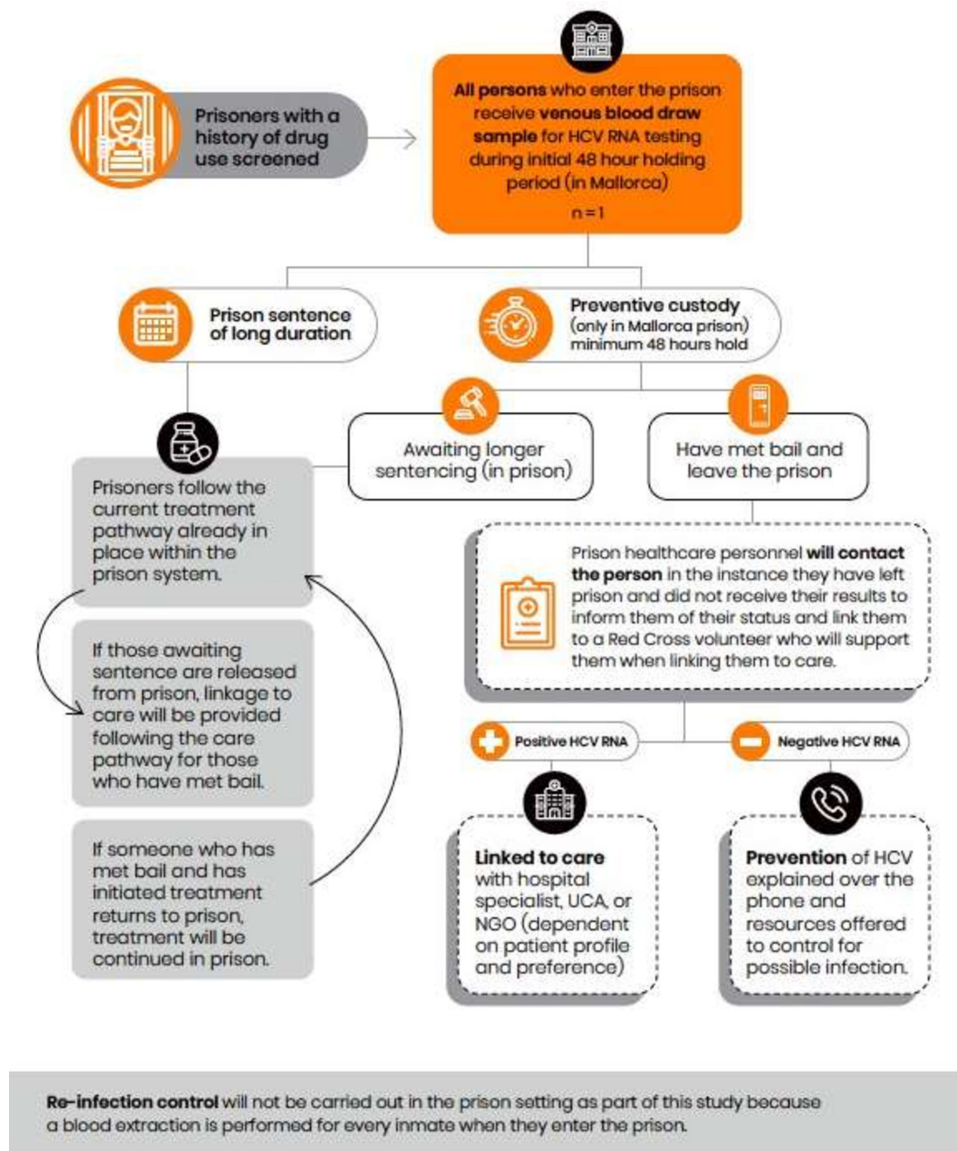 Prisoners with a
history of drug
use screened
All persons who enter the prison
receive venous blood draw
sample for HCV RNA testing
during initial 48 hour holding
period (in Mallorca)
n = 1
Prison sentence
of long duration
Preventive custody
(only in Mallorca prison)
minimum 48 hours hold
Awaiting longer
sentencing (in prison)
Have met bail and
leave the prison
Prisoners follow the
current treatment
pathway already in
place within the
prison system.
If those awaiting
sentence are released
from prison, linkage to
care will be provided
following the care
pathway for those
who have met bail.
If someone who has
met bail and has
initiated treatment
returns to prison,
treatment will be
continued in prison.
Prison healthcare personnel will contact
the person in the instance they have left
prison and did not receive their results to
inform them of their status and link them
to a Red Cross volunteer who will support
them when linking them to care.
Positive HCV RNA
Negative HCV RNA
Linked to care
with hospital
specialist, UCA, or
NGO (dependent
on patient profile
and preference)
Prevention of HCV
explained over the
phone and
resources offered
to control for
possible infection.
Re-infection control will not be carried out in the prison setting as part of this study because
a blood extraction is performed for every inmate when they enter the prison.